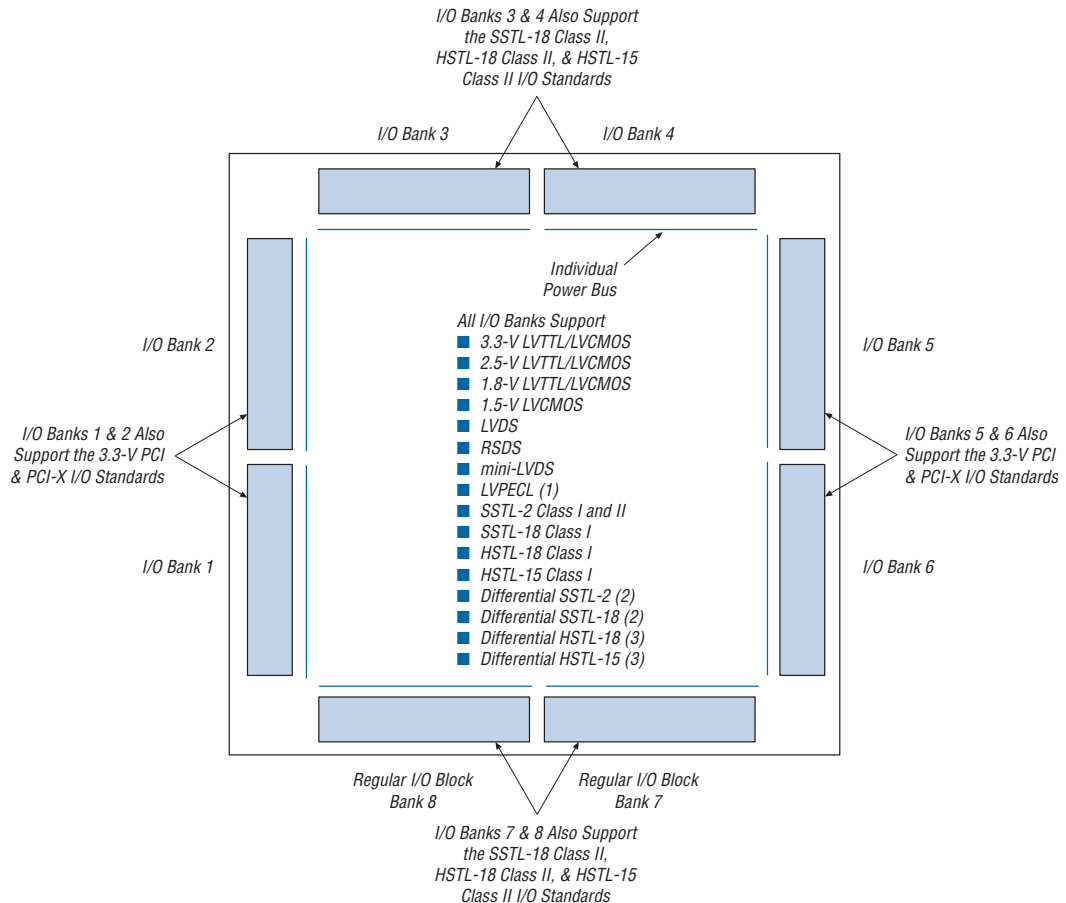 I/O Banks 3 & 4 Also Support
the SSTL-18 Class II,
HSTL-18 Class II, & HSTL-15
Class II I/O Standards
I/O Bank 3
I/O Bank 4
Individual
Power Bus
I/O Bank 2
I/O Bank 5
All I/O Banks Support
3.3-V LVTTL/LVCMOS
2.5-V LVTTL/LVCMOS
1.8-V LVTTL/LVCMOS
1.5-V LVCMOS
LVDS
RSDS
mini-LVDS
LVPECL (1)
SSTL-2 Class I and II
SSTL-18 Class I
HSTL-18 Class I
HSTL-15 Class I
Differential SSTL-2 (2)
Differential SSTL-18 (2)
Differential HSTL-18 (3)
Differential HSTL-15 (3)
I/O Banks 1 & 2 Also
Support the 3.3-V PCI
& PCI-X I/O Standards
I/O Banks 5 & 6 Also
Support the 3.3-V PCI
& PCI-X I/O Standards
I/O Bank 1
I/O Bank 6
Regular I/O Block
Bank 8
Regular I/O Block
Bank 7
I/O Banks 7 & 8 Also Support
the SSTL-18 Class II,
HSTL-18 Class II, & HSTL-15
Class II I/O Standards